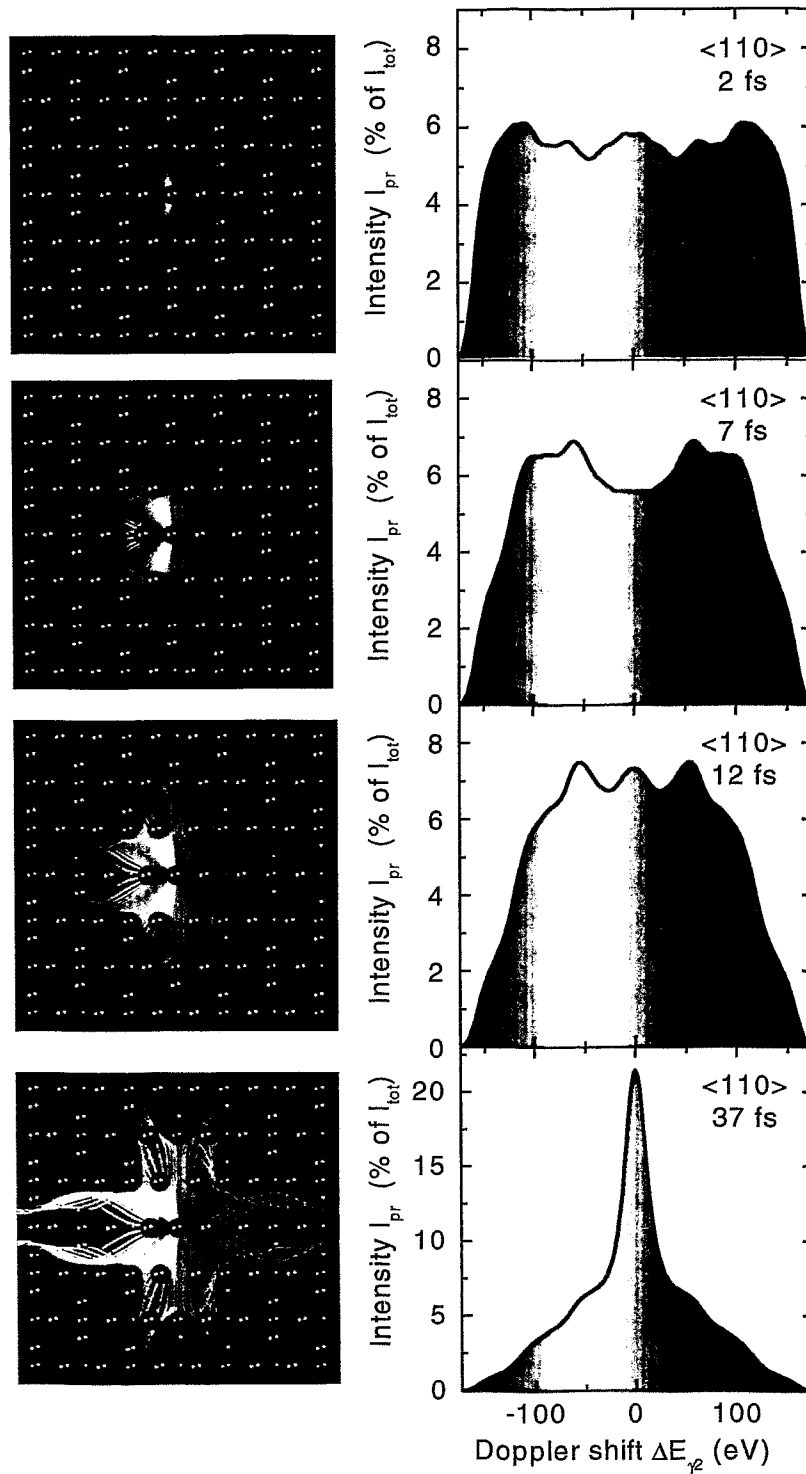 8
6
4
2
0
Intensity I_pr (% of I_tot)
<110>
2 fs
8
6
4
2
0
Intensity I_pr (% of I_tot)
<110>
7 fs
8
6
4
2
0
Intensity I_pr (% of I_tot)
<110>
12 fs
20
15
10
5
0
Intensity I_pr (% of I_tot)
<110>
37 fs
-100 0 100
Doppler shift ΔE_γ2 (eV)